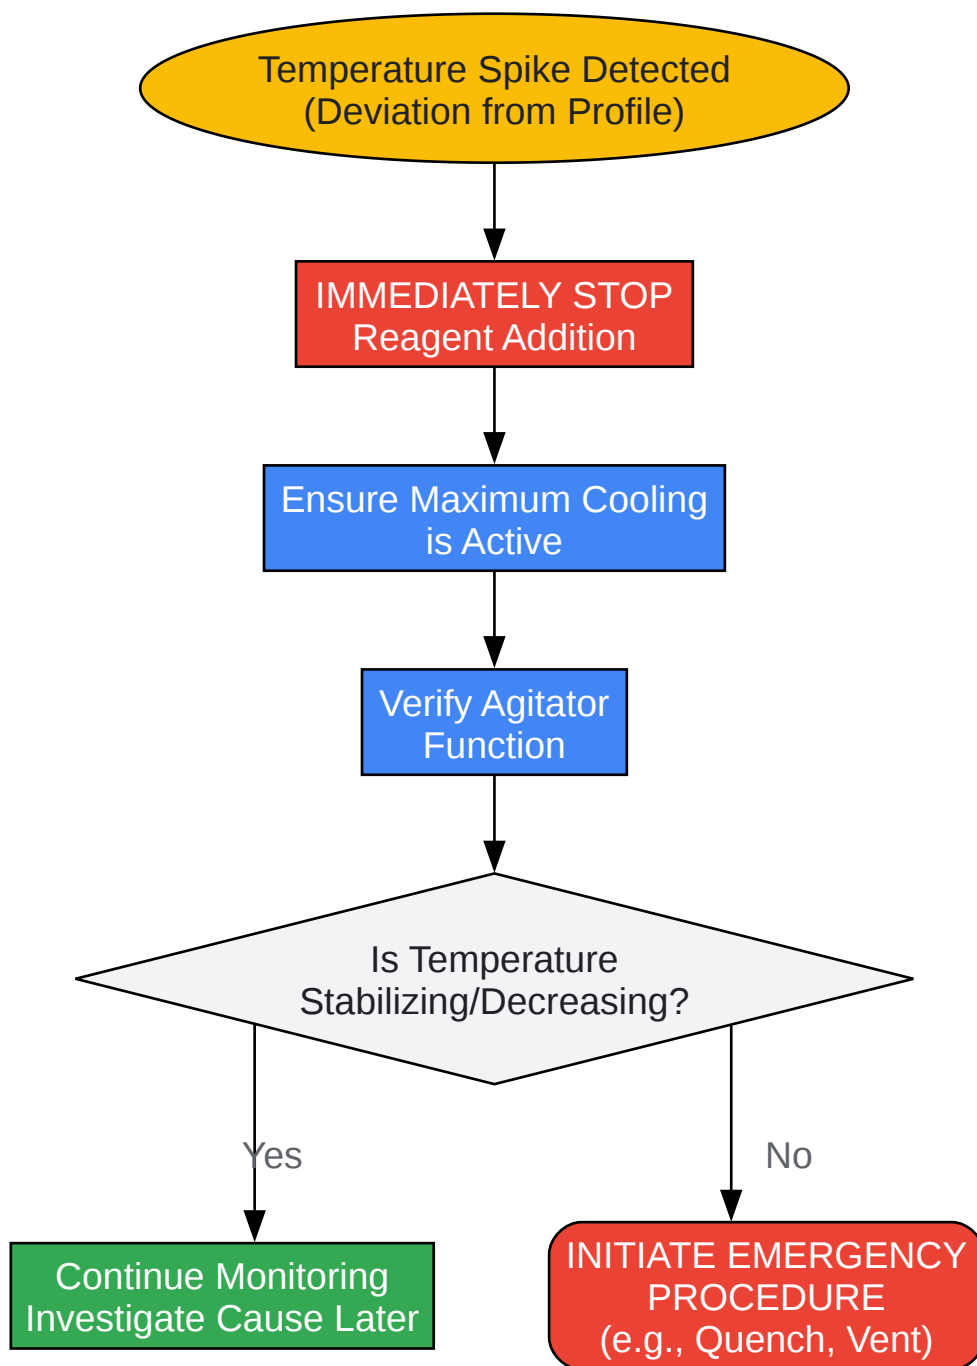 Temperature Spike Detected
(Deviation from Profile)
IMMEDIATELY STOP
Reagent Addition
Ensure Maximum Cooling
is Active
Verify Agitator
Function
Is Temperature
Stabilizing/Decreasing?
Yes
No
Continue Monitoring
Investigate Cause Later
INITIATE EMERGENCY
PROCEDURE
(e.g., Quench, Vent)